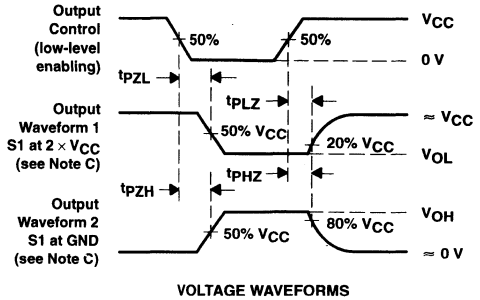 Output
Control
(low-level
enabling)
50%
50%
VCC
0 V
tPZL
tPLZ
Output
Waveform 1
S1 at 2 × VCC
(see Note C)
50% VCC
20% VCC
≈ VCC
VOL
tPZH
tPHZ
Output
Waveform 2
S1 at GND
(see Note C)
50% VCC
80% VCC
VOH
≈ 0 V
VOLTAGE WAVEFORMS